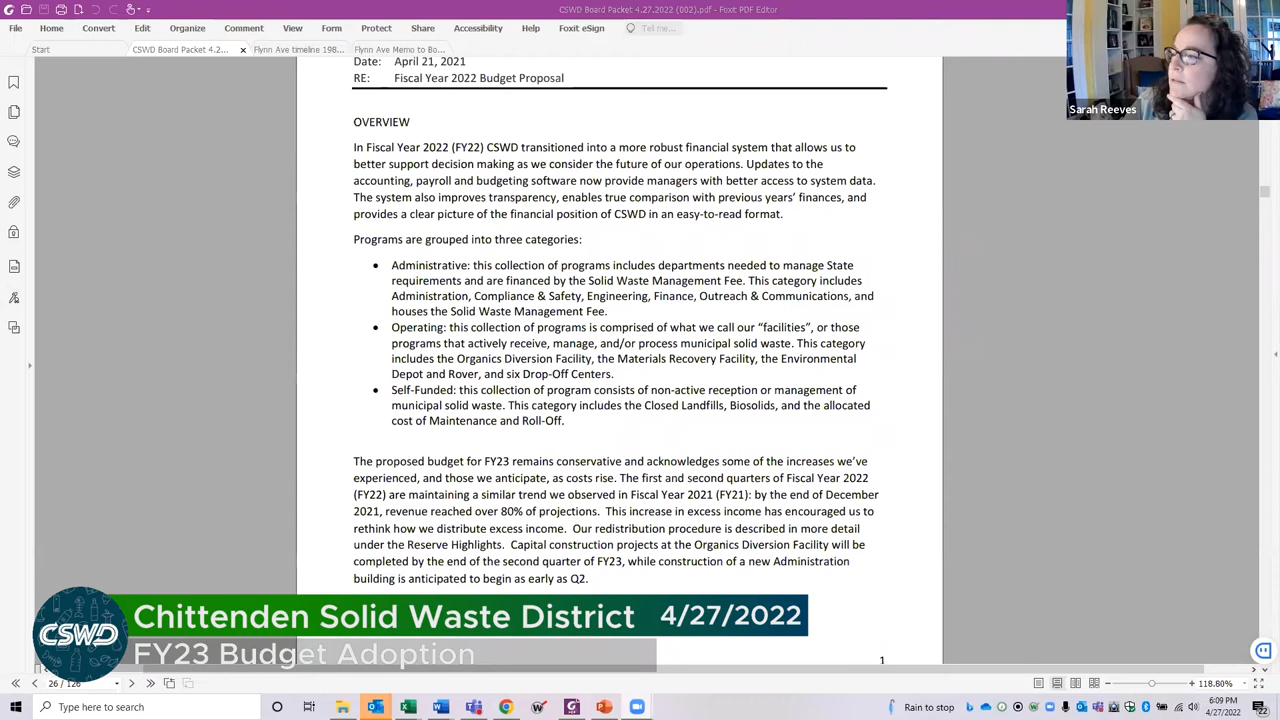 CSWD Board Packet 4.27.2022 (002).pdf - Foxit PDF Editor
File Home Convert Edit Organize Comment View Form Protect Share Accessibility Help Foxit eSign Tell me...
Start CSWD Board Packet 4.2... Flynn Ave timeline 198... Flynn Ave Memo to Bo...
Sarah Reeves
Date: April 21, 2021
RE: Fiscal Year 2022 Budget Proposal
OVERVIEW
In Fiscal Year 2022 (FY22) CSWD transitioned into a more robust financial system that allows us to
better support decision making as we consider the future of our operations. Updates to the
accounting, payroll and budgeting software now provide managers with better access to system data.
The system also improves transparency, enables true comparison with previous years' finances, and
provides a clear picture of the financial position of CSWD in an easy-to-read format.
Programs are grouped into three categories:
• Administrative: this collection of programs includes departments needed to manage State
requirements and are financed by the Solid Waste Management Fee. This category includes
Administration, Compliance & Safety, Engineering, Finance, Outreach & Communications, and
houses the Solid Waste Management Fee.
• Operating: this collection of programs is comprised of what we call our "facilities", or those
programs that actively receive, manage, and/or process municipal solid waste. This category
includes the Organics Diversion Facility, the Materials Recovery Facility, the Environmental
Depot and Rover, and six Drop-Off Centers.
• Self-Funded: this collection of program consists of non-active reception or management of
municipal solid waste. This category includes the Closed Landfills, Biosolids, and the allocated
cost of Maintenance and Roll-Off.
The proposed budget for FY23 remains conservative and acknowledges some of the increases we've
experienced, and those we anticipate, as costs rise. The first and second quarters of Fiscal Year 2022
(FY22) are maintaining a similar trend we observed in Fiscal Year 2021 (FY21): by the end of December
2021, revenue reached over 80% of projections. This increase in excess income has encouraged us to
rethink how we distribute excess income. Our redistribution procedure is described in more detail
under the Reserve Highlights. Capital construction projects at the Organics Diversion Facility will be
completed by the end of the second quarter of FY23, while construction of a new Administration
building is anticipated to begin as early as Q2.
CSWD
Chittenden Solid Waste District 4/27/2022
FY23 Budget Adoption
1
26 / 126
118.80%
Type here to search
Rain to stop
6:09 PM
4/27/2022
22